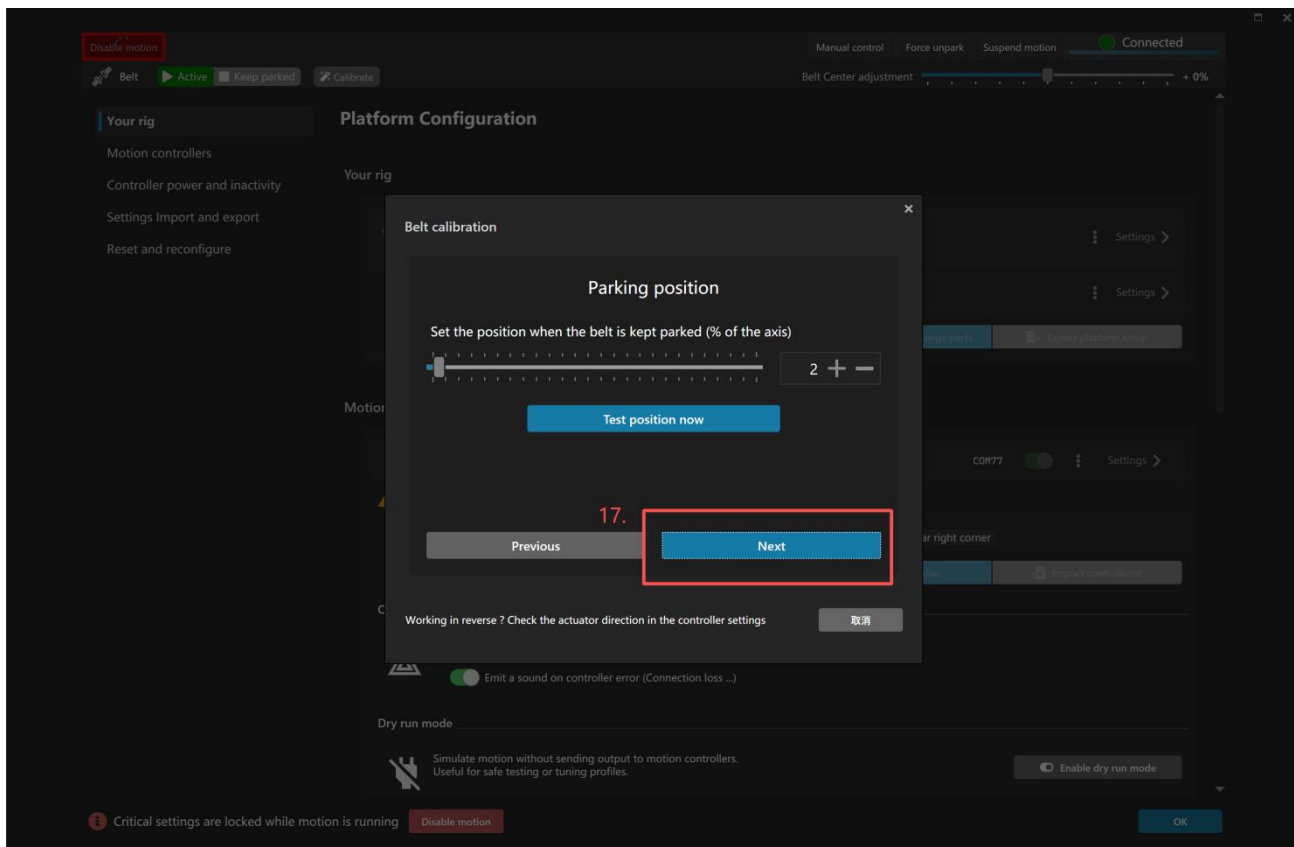 Disable motion
Manual control Force unpark Suspend motion Connected
Belt Active Keep parked Calibrate
Belt Center adjustment + 0%
Your rig
Motion controllers
Controller power and inactivity
Settings Import and export
Reset and reconfigure
Platform Configuration
Your rig
Settings
Settings
Export platform setup
Belt calibration
Parking position
Set the position when the belt is kept parked (% of the axis)
2
Test position now
17.
Previous Next
Working in reverse ? Check the actuator direction in the controller settings 取消
COM77 Settings
right corner
Import controller(s)
Emit a sound on controller error (Connection loss ...)
Dry run mode
Simulate motion without sending output to motion controllers.
Useful for safe testing or tuning profiles.
Enable dry run mode
Critical settings are locked while motion is running Disable motion
OK